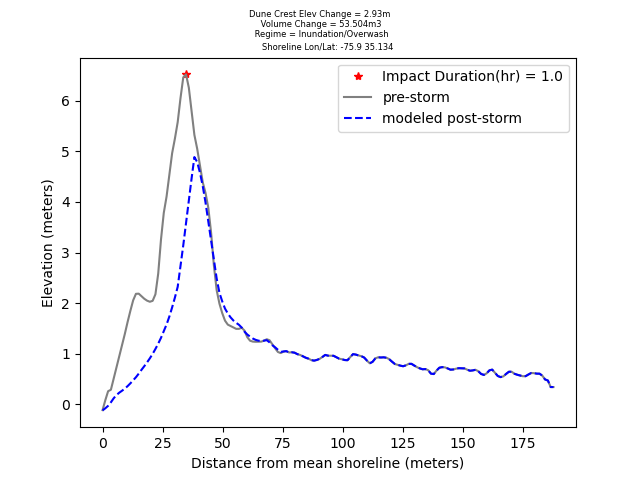 Dune Crest Elev Change = 2.93m
Volume Change = 53.504m3
Regime = Inundation/Overwash
Shoreline Lon/Lat: -75.9 35.134
Impact Duration(hr) = 1.0
pre-storm
modeled post-storm
Elevation (meters)
6
5
4
3
2
1
0
0 25 50 75 100 125 150 175
Distance from mean shoreline (meters)